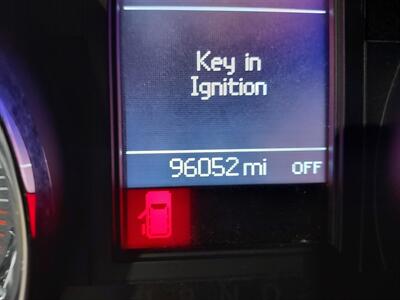 Key in
Ignition
96052 mi OFF